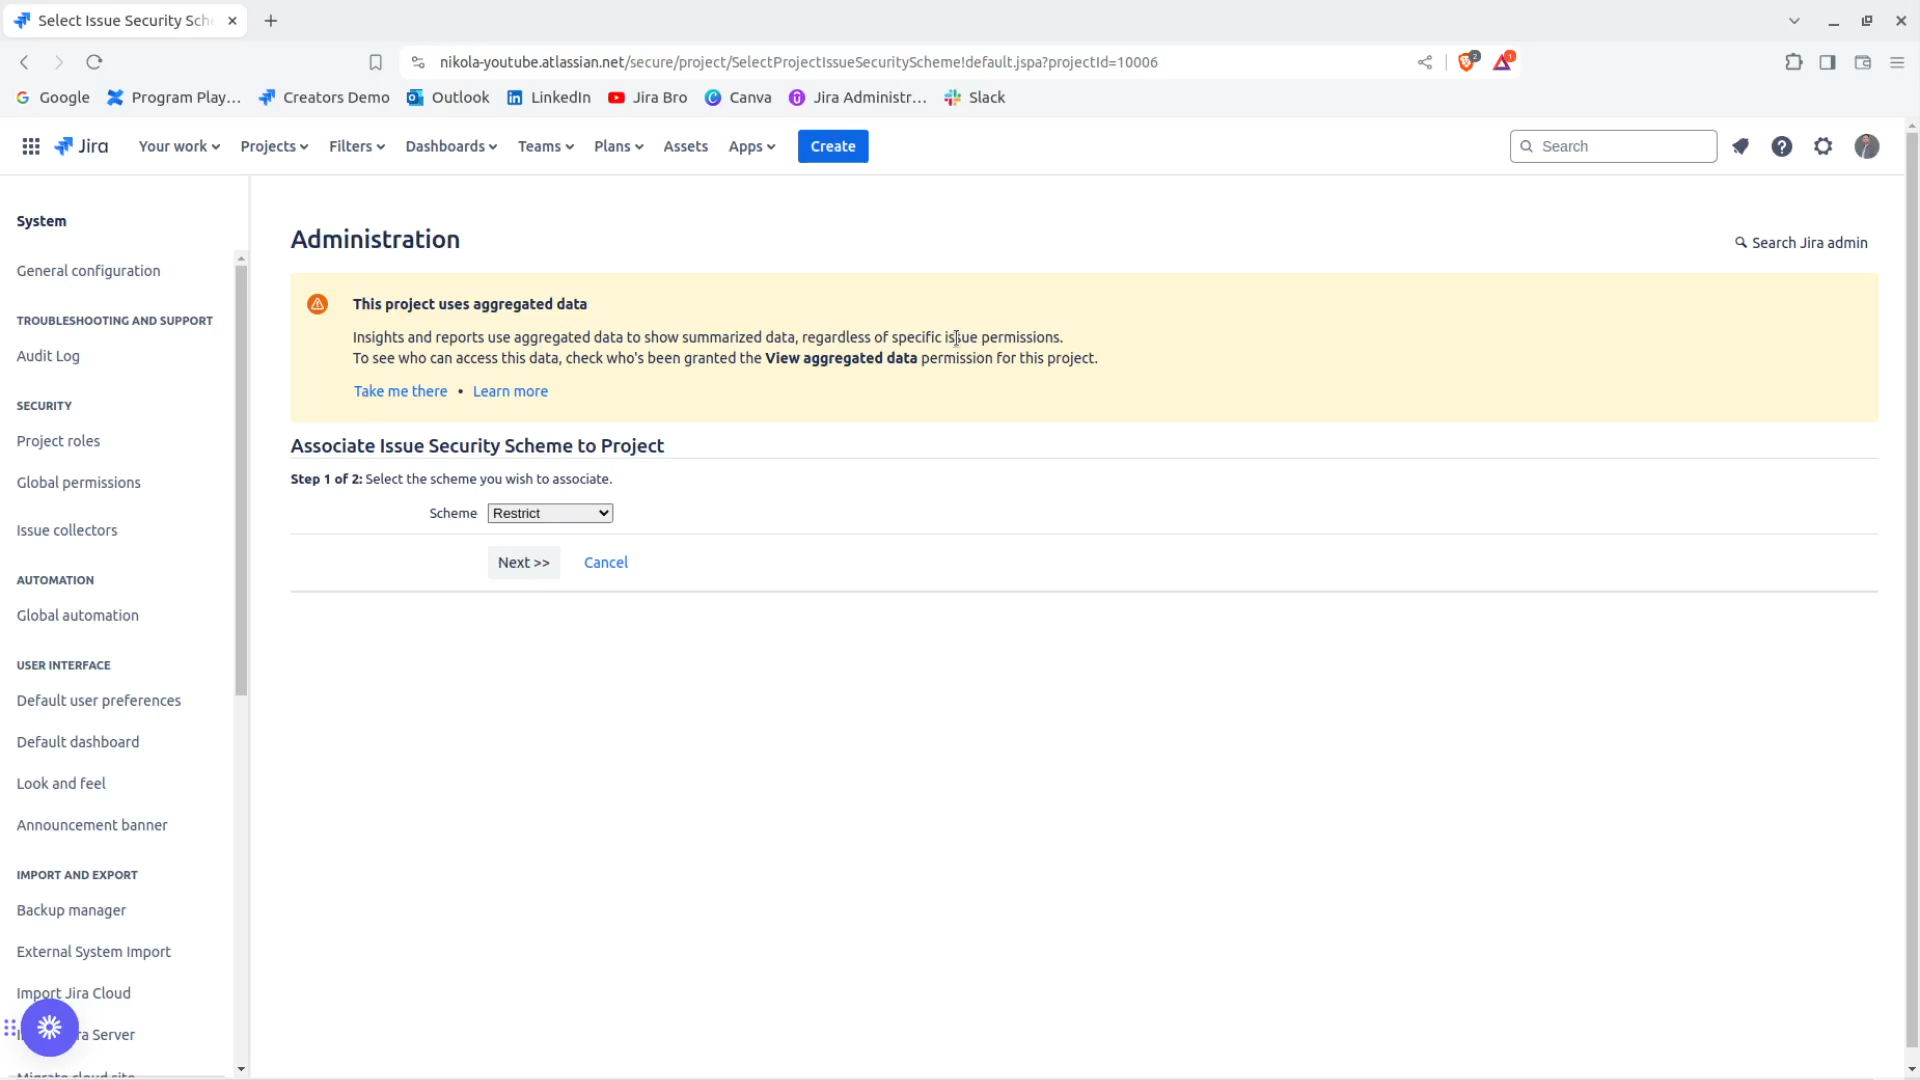 Select Issue Security Sch
nikola-youtube.atlassian.net/secure/project/SelectProjectIssueSecurityScheme!default.jspa?projectId=10006
2
1
Google
Program Play...
Creators Demo
Outlook
LinkedIn
Jira Bro
Canva
Jira Administr...
Slack
Jira
Your work
Projects
Filters
Dashboards
Teams
Plans
Assets
Apps
Create
Search
System
General configuration
TROUBLESHOOTING AND SUPPORT
Audit Log
SECURITY
Project roles
Global permissions
Issue collectors
AUTOMATION
Global automation
USER INTERFACE
Default user preferences
Default dashboard
Look and feel
Announcement banner
IMPORT AND EXPORT
Backup manager
External System Import
Import Jira Cloud
ra Server
Administration
Search Jira admin
This project uses aggregated data
Insights and reports use aggregated data to show summarized data, regardless of specific issue permissions.
To see who can access this data, check who's been granted the View aggregated data permission for this project.
Take me there • Learn more
Associate Issue Security Scheme to Project
Step 1 of 2: Select the scheme you wish to associate.
Scheme
Restrict
Next >>
Cancel